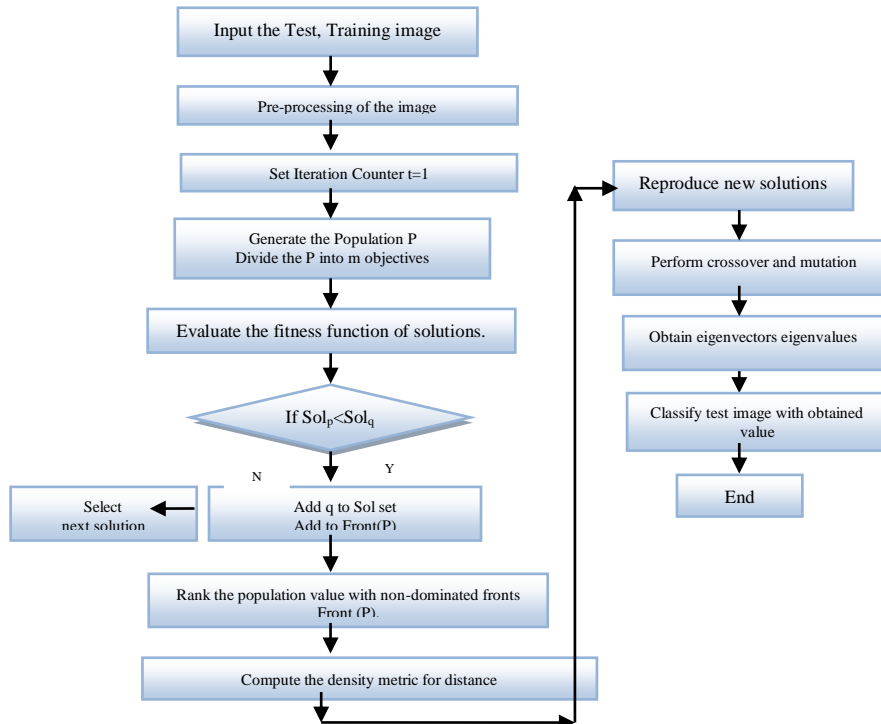 Input the Test, Training image
Pre-processing of the image
Set Iteration Counter t=1
Generate the Population P
Divide the P into m objectives
Evaluate the fitness function of solutions.
If Solp<Solq
N
Y
Select
next solution
Add q to Sol set
Add to Front(P)
Rank the population value with non-dominated fronts
Front (P).
Compute the density metric for distance
Reproduce new solutions
Perform crossover and mutation
Obtain eigenvectors eigenvalues
Classify test image with obtained
value
End